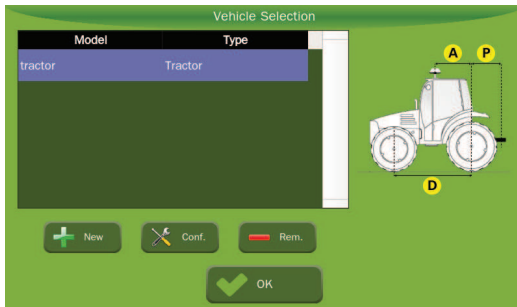 Vehicle Selection
Model Type
tractor Tractor
A P
D
New Conf. Rem.
OK